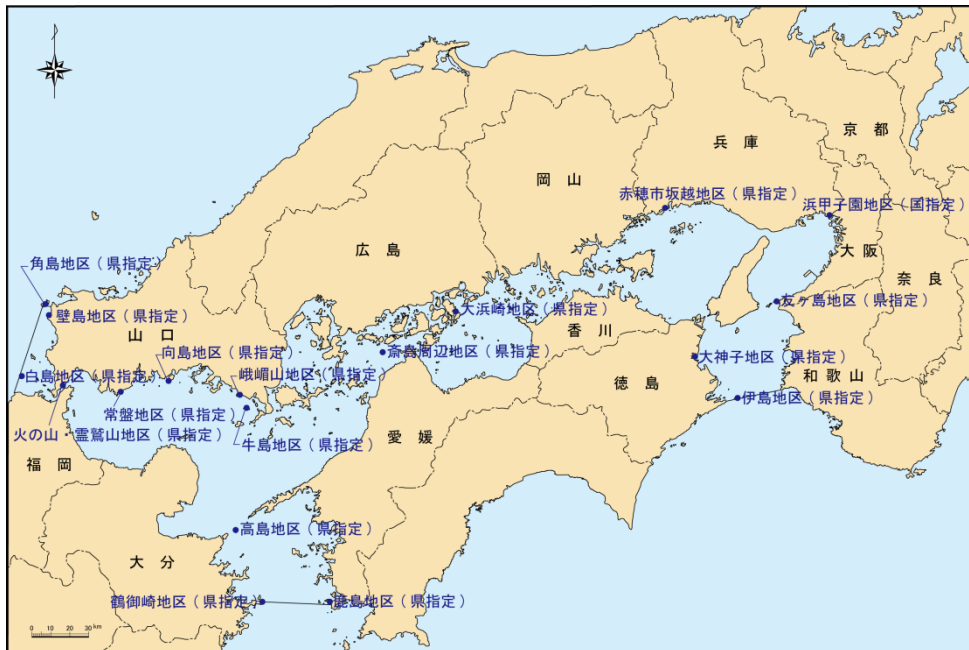 兵庫
京都
岡山
赤穂市坂越地区（県指定）
浜甲子園地区（国指定）
広島
大阪
角島地区（県指定）
奈良
壁島地区（県指定）
大浜崎地区（県指定）
友ヶ島地区（県指定）
山口
香川
向島地区（県指定）
斎島周辺地区（県指定）
大神子地区（県指定）
白島地区（県指定）
峨嵋山地区（県指定）
徳島
和歌山
常盤地区（県指定）
伊島地区（県指定）
火の山・霊鷲山地区（県指定）
牛島地区（県指定）
愛媛
福岡
高島地区（県指定）
大分
鶴御崎地区（県指定）
鹿島地区（県指定）
0 10 20 30 km